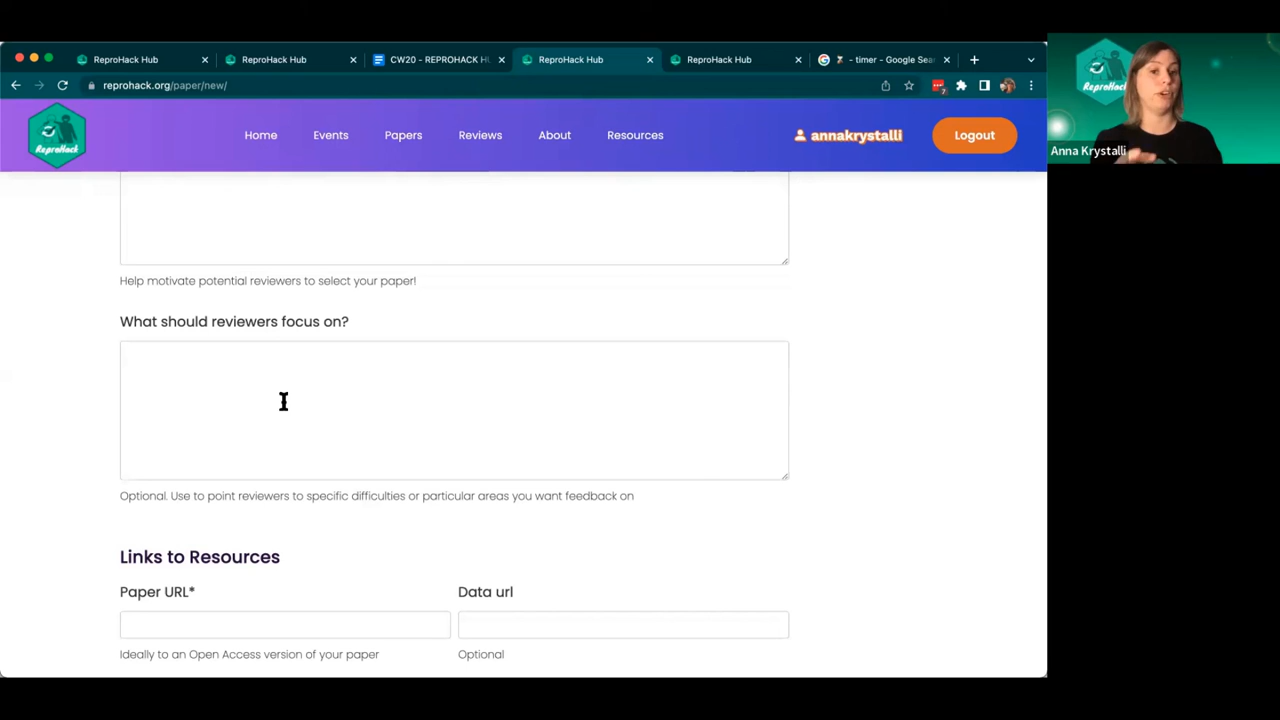 ReproHack Hub
ReproHack Hub
CW20 - REPROHACK HU
ReproHack Hub
ReproHack Hub
- timer - Google Sear
reprohack.org/paper/new/
ReproHack
Home
Events
Papers
Reviews
About
Resources
annakrystalli
Logout
ReproHack
Anna Krystalli
Help motivate potential reviewers to select your paper!
What should reviewers focus on?
Optional. Use to point reviewers to specific difficulties or particular areas you want feedback on
Links to Resources
Paper URL*
Data url
Ideally to an Open Access version of your paper
Optional